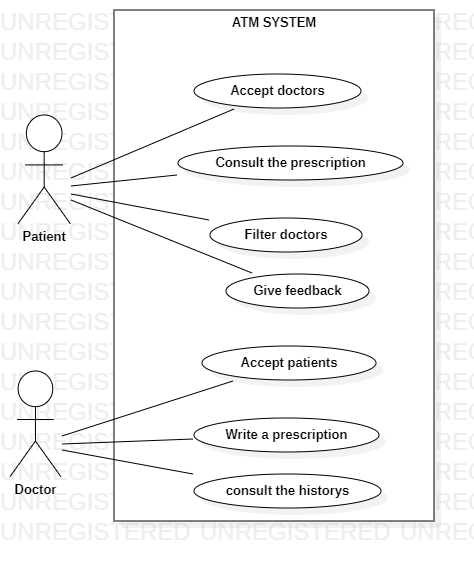 ATM SYSTEM
Accept doctors
Consult the prescription
Filter doctors
Patient
Give feedback
Accept patients
Write a prescription
Doctor
consult the historys
UNREGISTERED UNREGISTERED UNREG